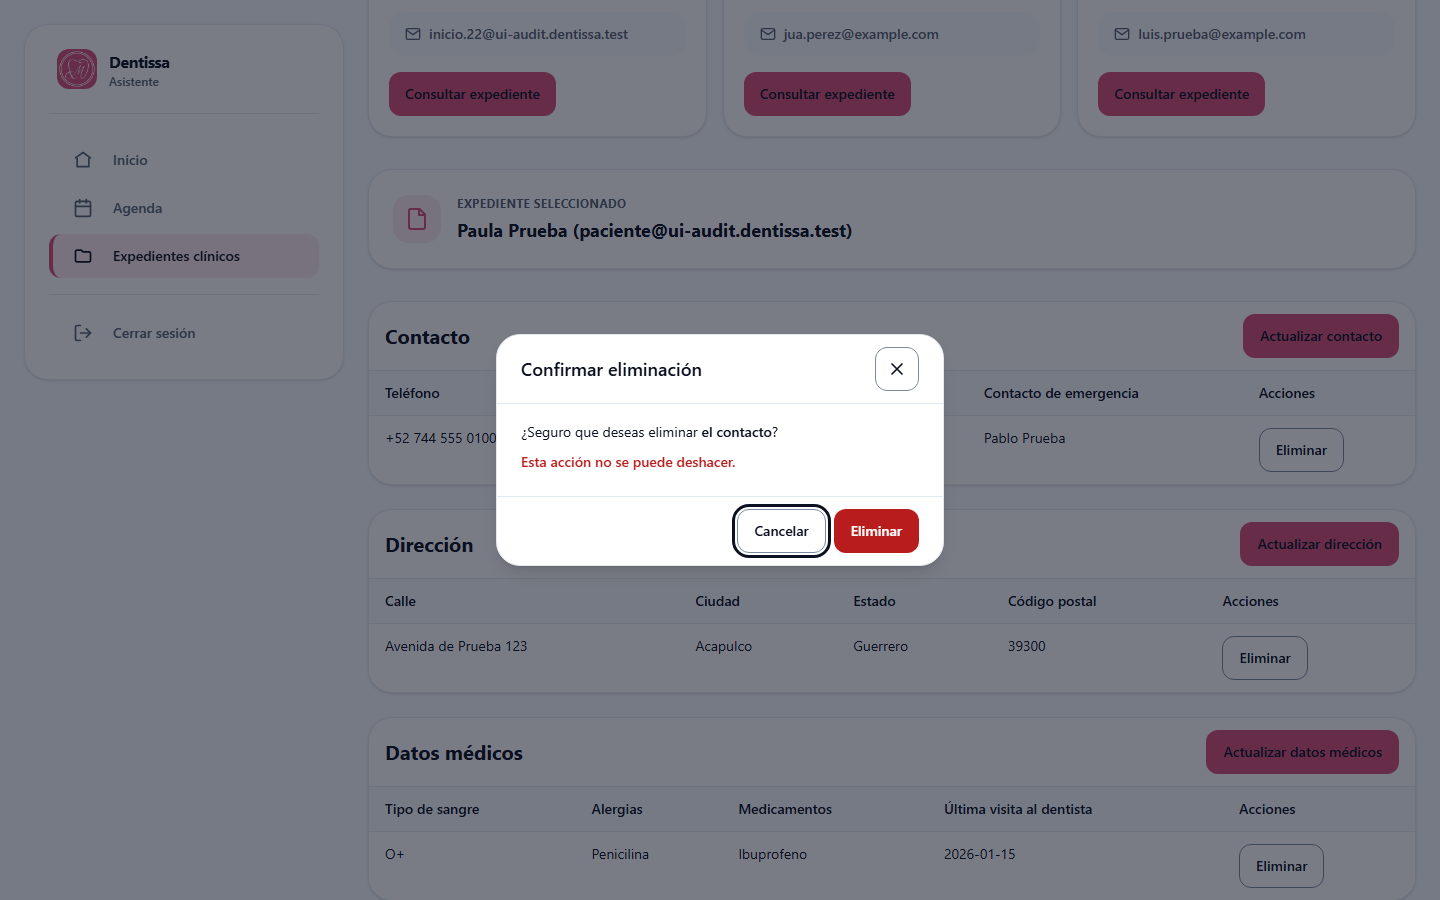 Dentissa
Asistente
Inicio
Agenda
Expedientes clínicos
Cerrar sesión
inicio.22@ui-audit.dentissa.test
jua.perez@example.com
luis.prueba@example.com
Consultar expediente
Consultar expediente
Consultar expediente
EXPEDIENTE SELECCIONADO
Paula Prueba (paciente@ui-audit.dentissa.test)
Contacto
Actualizar contacto
Teléfono
Contacto de emergencia
Acciones
+52 744 555 0100
Pablo Prueba
Eliminar
Confirmar eliminación
¿Seguro que deseas eliminar el contacto?
Esta acción no se puede deshacer.
Cancelar
Eliminar
Dirección
Actualizar dirección
Calle
Ciudad
Estado
Código postal
Acciones
Avenida de Prueba 123
Acapulco
Guerrero
39300
Eliminar
Datos médicos
Actualizar datos médicos
Tipo de sangre
Alergias
Medicamentos
Última visita al dentista
Acciones
O+
Penicilina
Ibuprofeno
2026-01-15
Eliminar